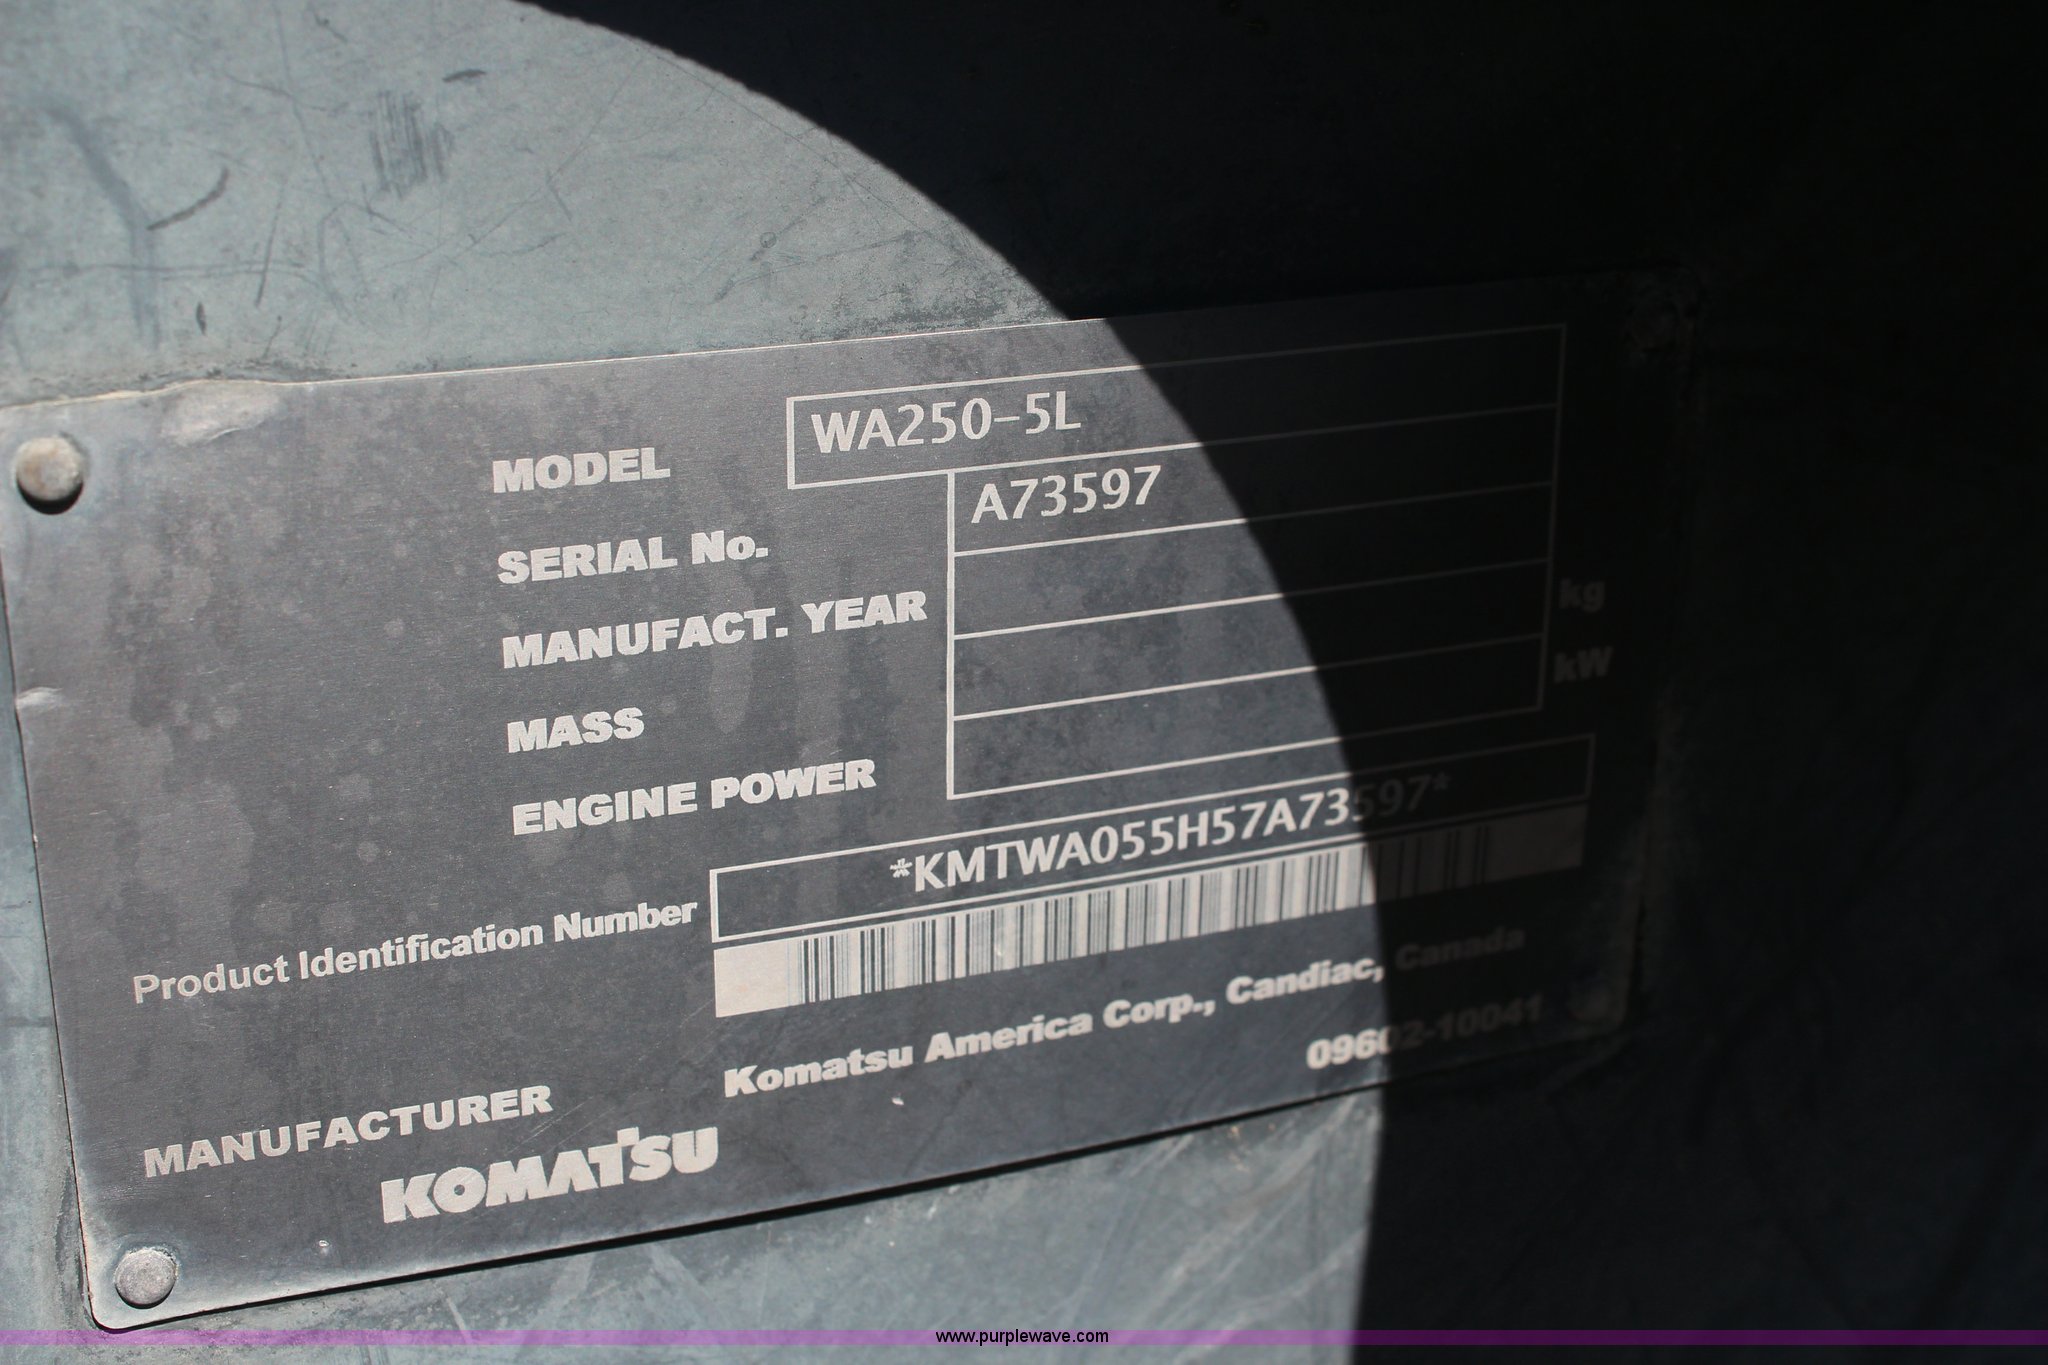 MODEL WA250-5L
SERIAL No. A73597
MANUFACT. YEAR
MASS kg
ENGINE POWER kW
Product Identification Number *KMTWA055H57A73597*
MANUFACTURER Komatsu America Corp., Candiac, Canada
KOMATSU 09602-10041
www.purplewave.com